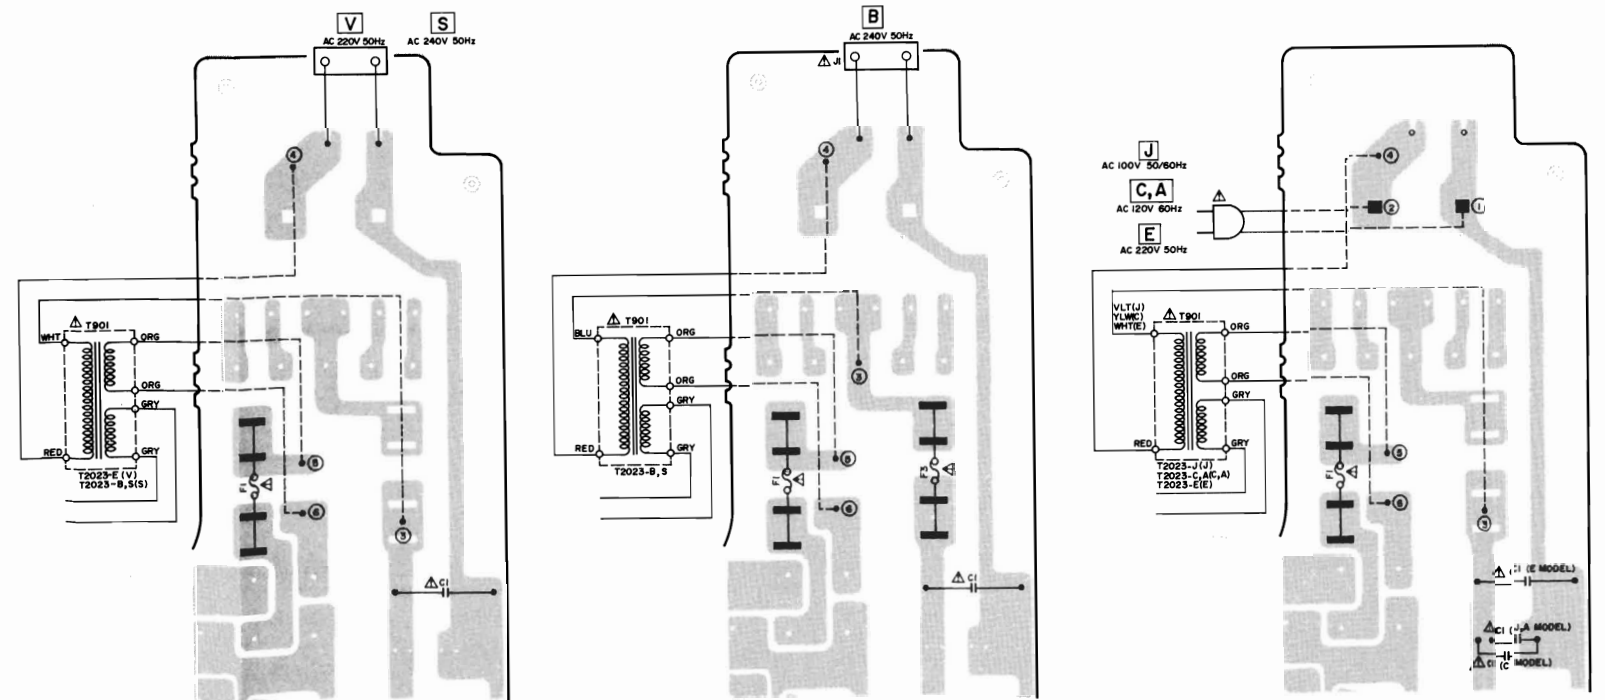 V
AC 220V 50Hz
S
AC 240V 50Hz
4
T901
WHT
ORG
ORG
GRY
RED
GRY
T2023-E (V)
T2023-B,S(S)
F1
5
6
3
C1
B
AC 240V 50Hz
J1
4
T901
BLU
ORG
ORG
GRY
RED
GRY
T2023-B,S
3
F1
F3
5
6
C1
J
AC 100V 50/60Hz
C, A
AC 120V 60Hz
E
AC 220V 50Hz
4
2
1
VLT(J)
YLW(C)
WHT(E)
T901
ORG
ORG
GRY
RED
GRY
T2023-J(J)
T2023-C,A(C,A)
T2023-E(E)
F1
5
6
3
(E MODEL)
C1 (J,A MODEL)
(C MODEL)